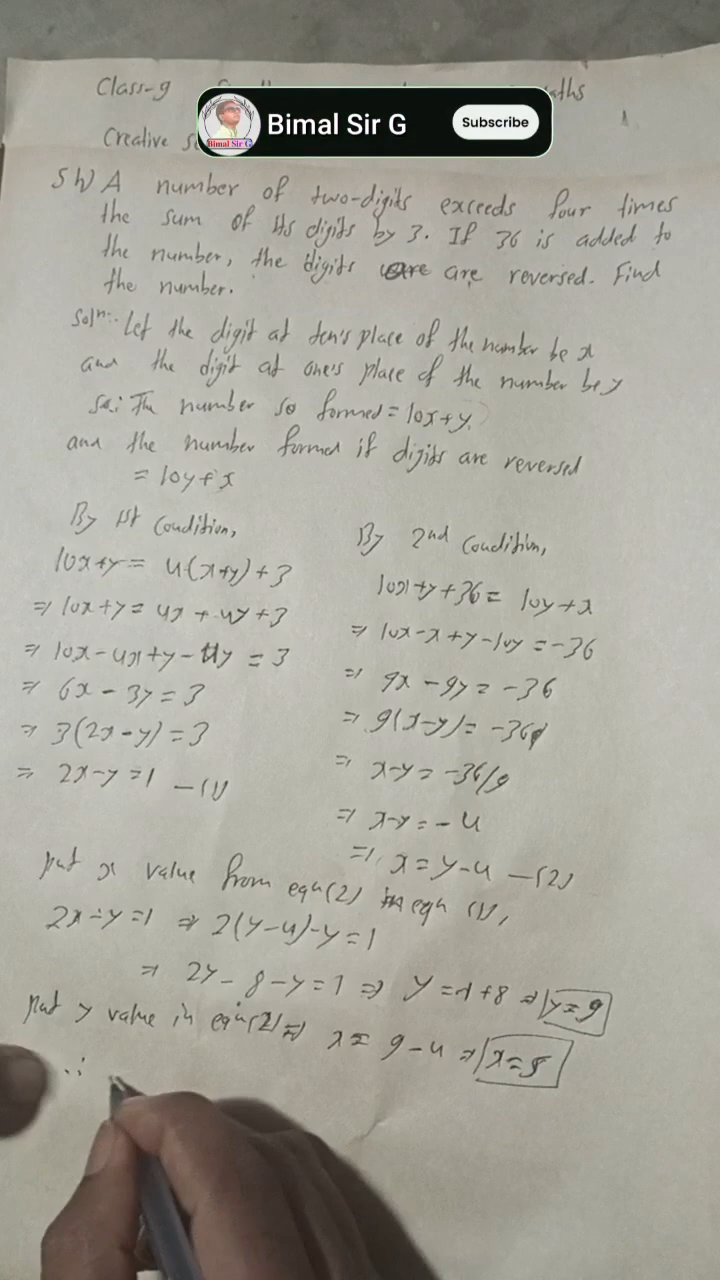 Class-9
aths
Bimal Sir G
Subscribe
Bimal Sir G
Creative
5 h) A number of two-digits exceeds four times
the sum of its digits by 3. If 36 is added to
the number, the digits are are reversed. Find
the number.
Soln:- Let the digit at ten's place of the number be x
and the digit at one's place of the number be y
The number so formed = 10x+y.
and the number formed if digits are reversed
= 10y+x
By 1st Condition,
10x+y = 4(x+y)+3
⇒ 10x+y = 4x+4y+3
⇒ 10x-4x+y-4y = 3
⇒ 6x-3y = 3
⇒ 3(2x-y) = 3
⇒ 2x-y = 1 —(1)
By 2nd Condition,
10x+y+36 = 10y+x
⇒ 10x-x+y-10y = -36
⇒ 9x-9y = -36
⇒ 9(x-y) = -36
⇒ x-y = -36/9
⇒ x-y = -4
⇒ x = y-4 —(2)
put x value from eqn(2) in eqn (1),
2x-y = 1 ⇒ 2(y-4)-y = 1
⇒ 2y-8-y = 1 ⇒ y = 1+8 ⇒ y = 9
put y value in eqn(2) ⇒ x = 9-4 ⇒ x = 5
∴